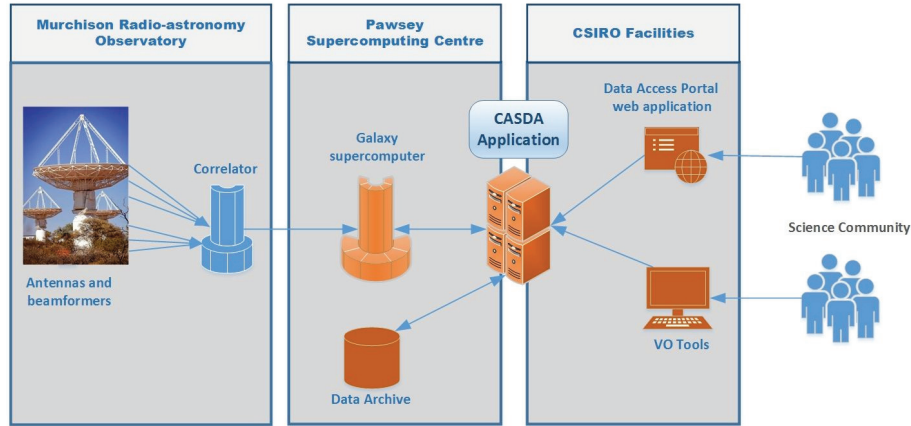 Murchison Radio-astronomy
Observatory
Pawsey
Supercomputing Centre
CSIRO Facilities
Data Access Portal
web application
CASDA
Application
Galaxy
supercomputer
Correlator
Science Community
Antennas and
beamformers
VO Tools
Data Archive